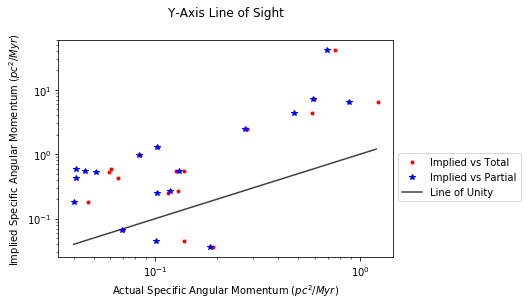 Y-Axis Line of Sight
Implied Specific Angular Momentum (pc²/Myr)
10¹
10⁰
10⁻¹
10⁻¹
10⁰
Actual Specific Angular Momentum (pc²/Myr)
Implied vs Total
Implied vs Partial
Line of Unity